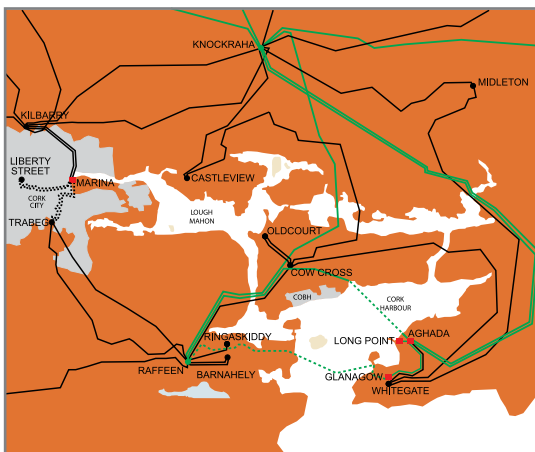 KNOCKRAHA
MIDLETON
KILBARRY
LIBERTY
STREET
MARINA
CASTLEVIEW
CORK
CITY
LOUGH
MAHON
TRABEG
OLDCOURT
COW CROSS
COBH
CORK
HARBOUR
RINGASKIDDY
LONG POINT
AGHADA
RAFFEEN
BARNAHELY
GLANAGOW
WHITEGATE